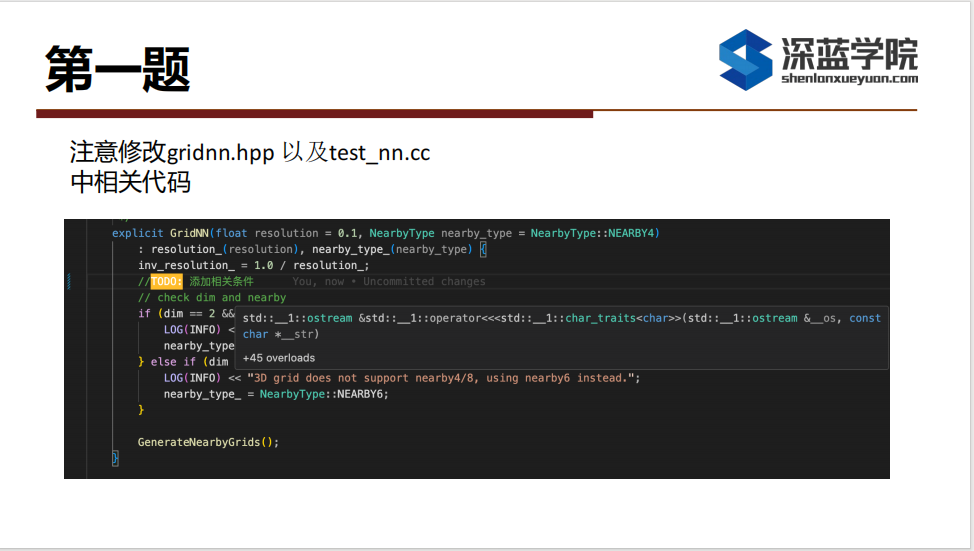 第一题
深蓝学院
shenlanxueyuan.com
注意修改gridnn.hpp 以及test_nn.cc
中相关代码
explicit GridNN(float resolution = 0.1, NearbyType nearby_type = NearbyType::NEARBY4)
: resolution_(resolution), nearby_type_(nearby_type) {
inv_resolution_ = 1.0 / resolution_;
//TODO: 添加相关条件 You, now • Uncommitted changes
// check dim and nearby
if (dim == 2 &&
std::__1::ostream &std::__1::operator<<<std::__1::char_traits<char>>(std::__1::ostream &__os, const
LOG(INFO) <
char *__str)
nearby_type
+45 overloads
} else if (dim
LOG(INFO) << "3D grid does not support nearby4/8, using nearby6 instead.";
nearby_type_ = NearbyType::NEARBY6;
}
GenerateNearbyGrids();
}